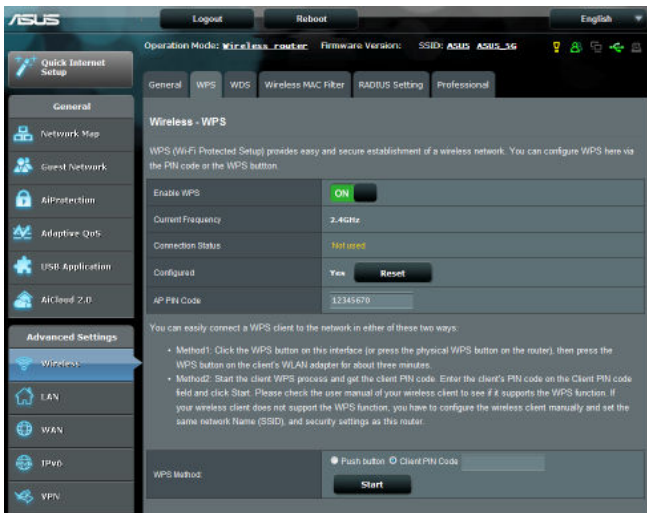 ASUS
Logout
Reboot
English
Operation Mode: Wireless router Firmware Version: SSID: ASUS ASUS_5G
Quick Internet
Setup
General
WPS
WDS
Wireless MAC Filter
RADIUS Setting
Professional
General
Network Map
Guest Network
AiProtection
Adaptive QoS
USB Application
AiCloud 2.0
Advanced Settings
Wireless
LAN
WAN
IPv6
VPN
Wireless - WPS
WPS (Wi-Fi Protected Setup) provides easy and secure establishment of a wireless network. You can configure WPS here via
the PIN code or the WPS buttton.
Enable WPS
ON
Current Frequency
2.4GHz
Connection Status
Not used
Configured
Yes
Reset
AP PIN Code
12345670
You can easily connect a WPS client to the network in either of these two ways:
• Method1: Click the WPS button on this interface (or press the physical WPS button on the router), then press the
WPS button on the client's WLAN adapter for about three minutes.
• Method2: Start the client WPS process and get the client PIN code. Enter the client's PIN code on the Client PIN code
field and click Start. Please check the user manual of your wireless client to see if it supports the WPS function. If
your wireless client does not support the WPS function, you have to configure the wireless client manually and set the
same network Name (SSID), and security settings as this router.
WPS Method:
Push button
Client PIN Code
Start